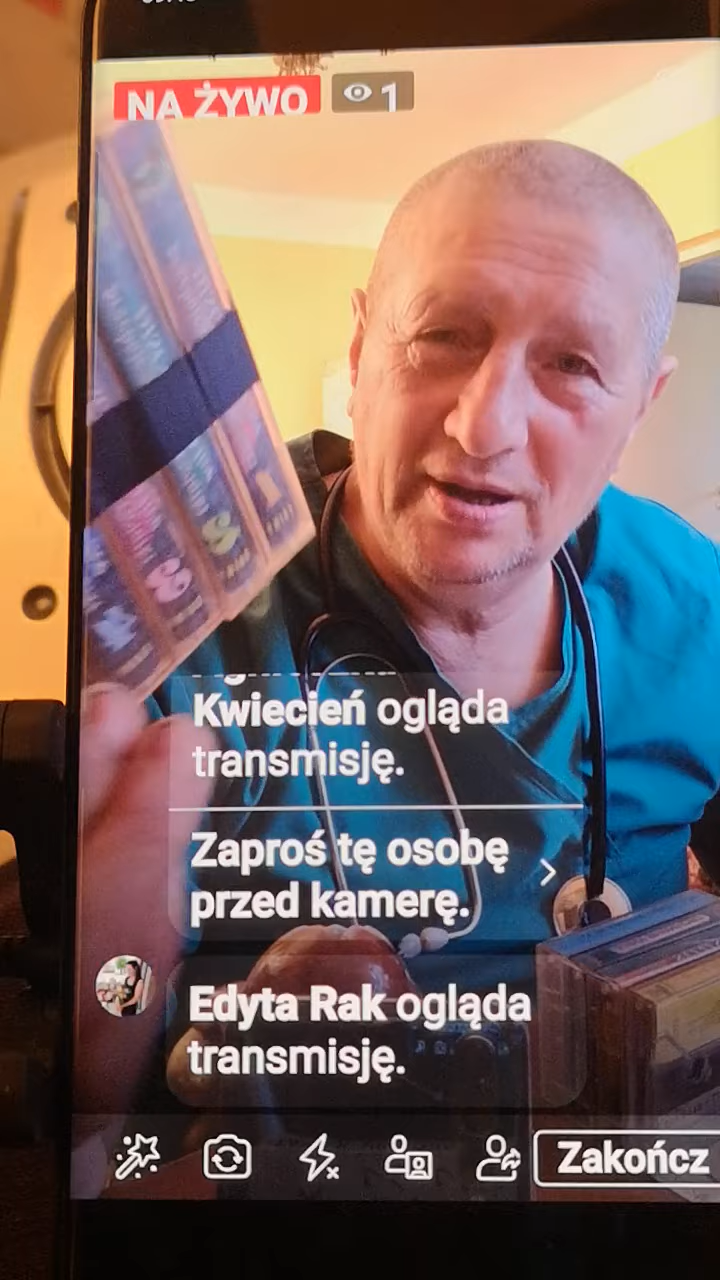 NA ŻYWO 1
Kwiecień ogląda
transmisję.
Zaproś tę osobę
przed kamerę.
Edyta Rak ogląda
transmisję.
Zakończ